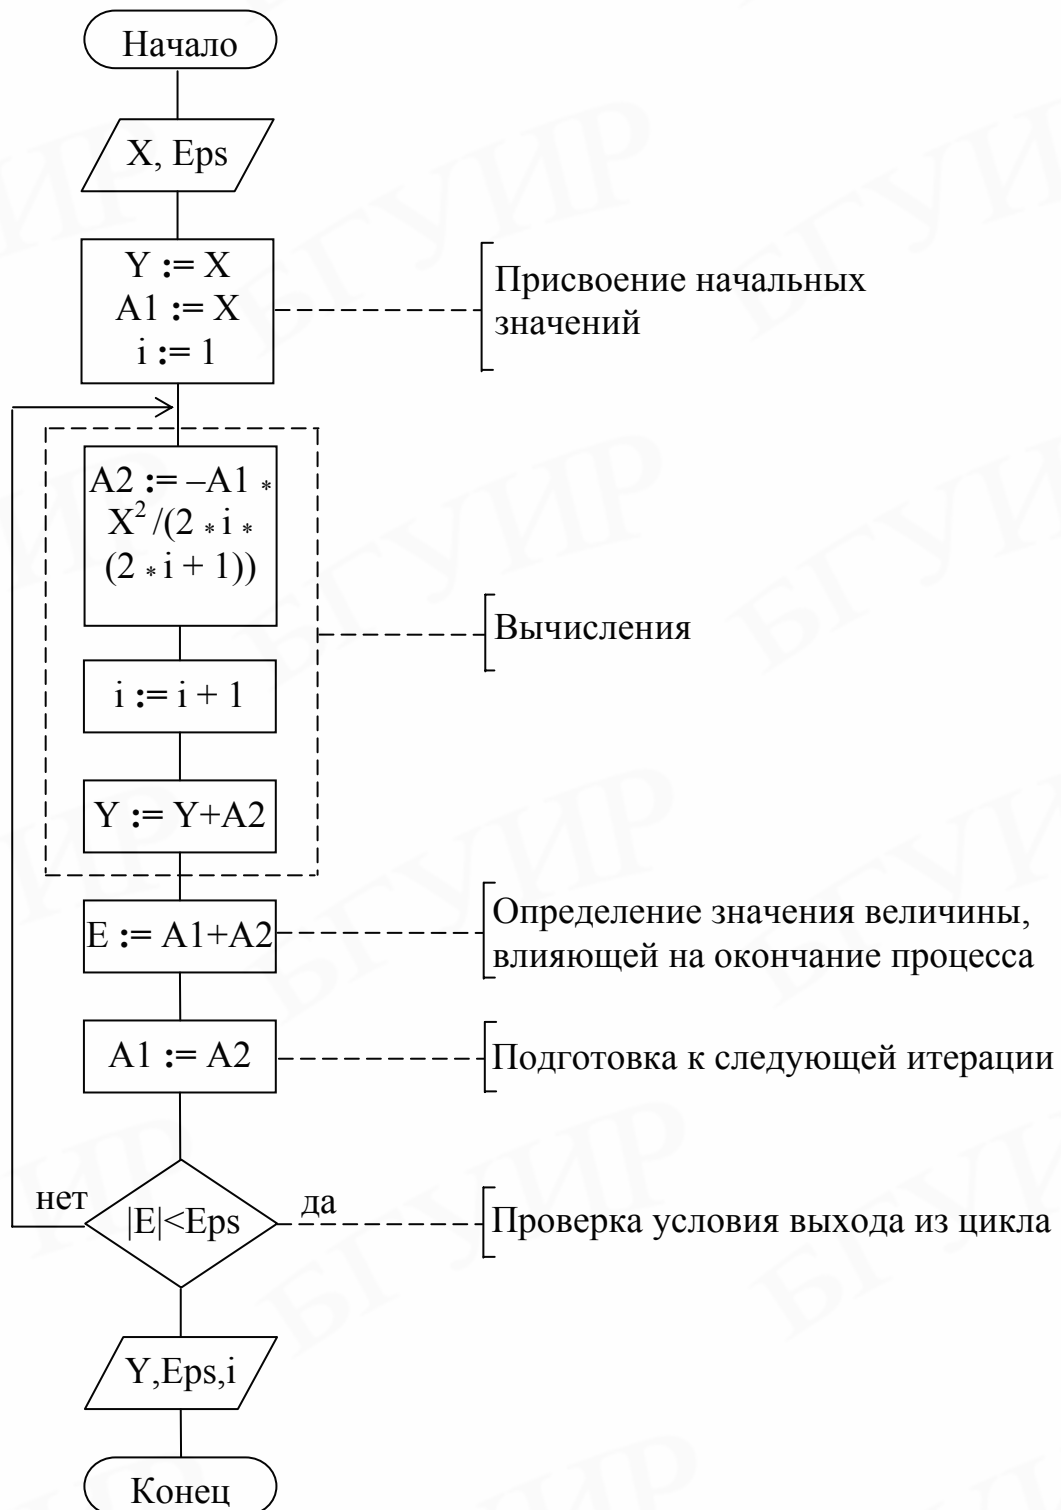 Начало
X, Eps
Y := X
A1 := X
i := 1
Присвоение начальных
значений
A2 := –A1 *
X² /(2 * i *
(2 * i + 1))
Вычисления
i := i + 1
Y := Y+A2
E := A1+A2
Определение значения величины,
влияющей на окончание процесса
A1 := A2
Подготовка к следующей итерации
нет
|E|<Eps
да
Проверка условия выхода из цикла
Y,Eps,i
Конец
БГУИР